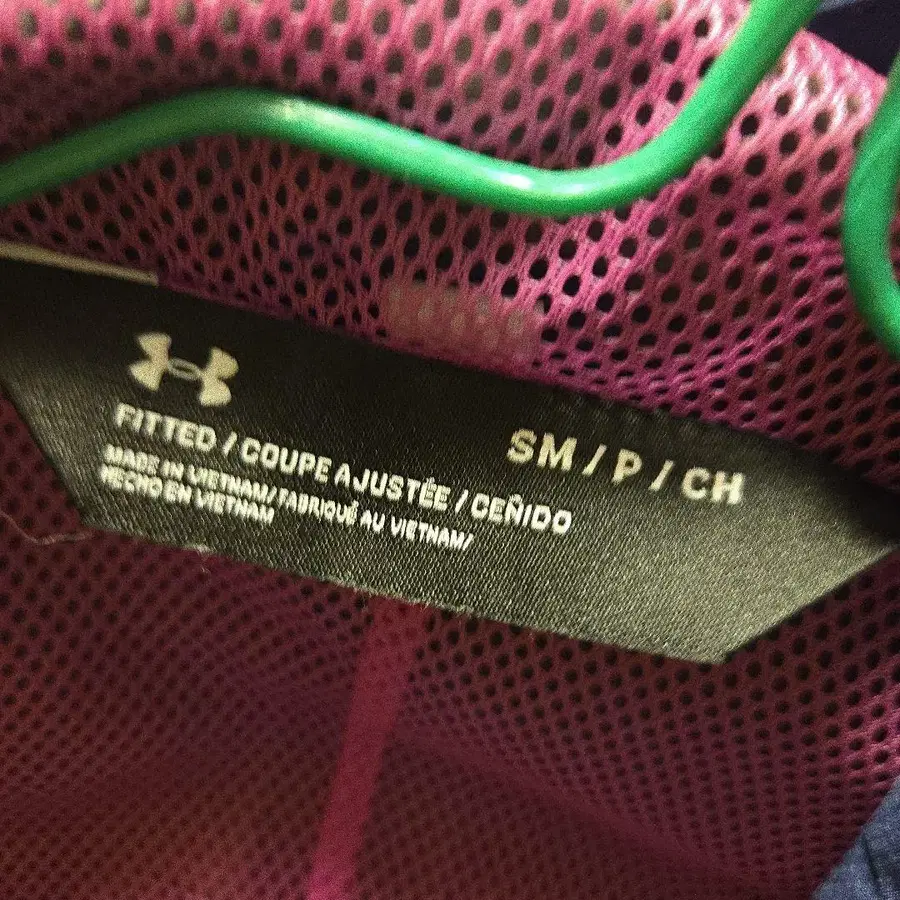 SM / P / CH
FITTED / COUPE AJUSTÉE / CEÑIDO
MADE IN VIETNAM/FABRIQUÉ AU VIETNAM/
HECHO EN VIETNAM